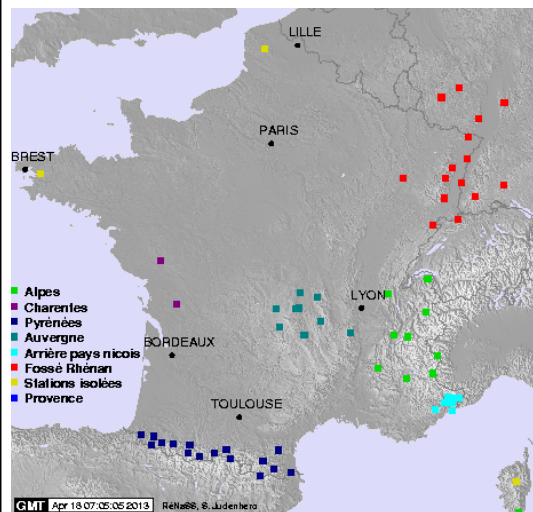 LILLE
PARIS
BREST
LYON
Alpes
Charentes
Pyrénées
Auvergne
Arrière pays nicois
Fossé Rhénan
Stations isolées
Provence
BORDEAUX
TOULOUSE
GMT Apr 18 07:05:05 2013 RéNaSS, S. Judenherc